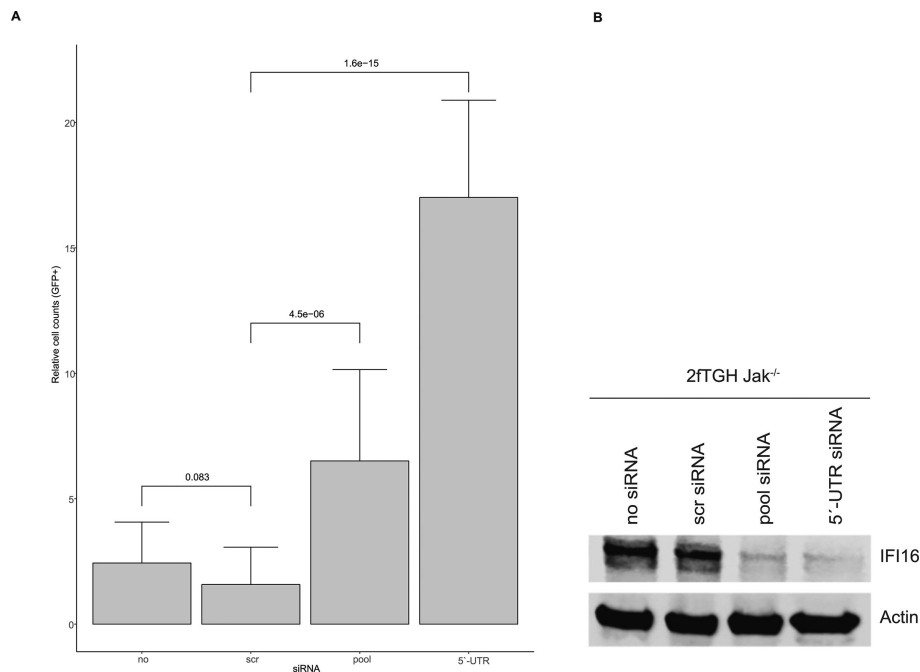 A
1.6e-15
4.5e-06
0.083
20
15
10
5
0
Relative cell counts (GFP+)
no
scr
pool
5`-UTR
siRNA
B
2fTGH Jak-/-
no siRNA
scr siRNA
pool siRNA
5´-UTR siRNA
IFI16
Actin